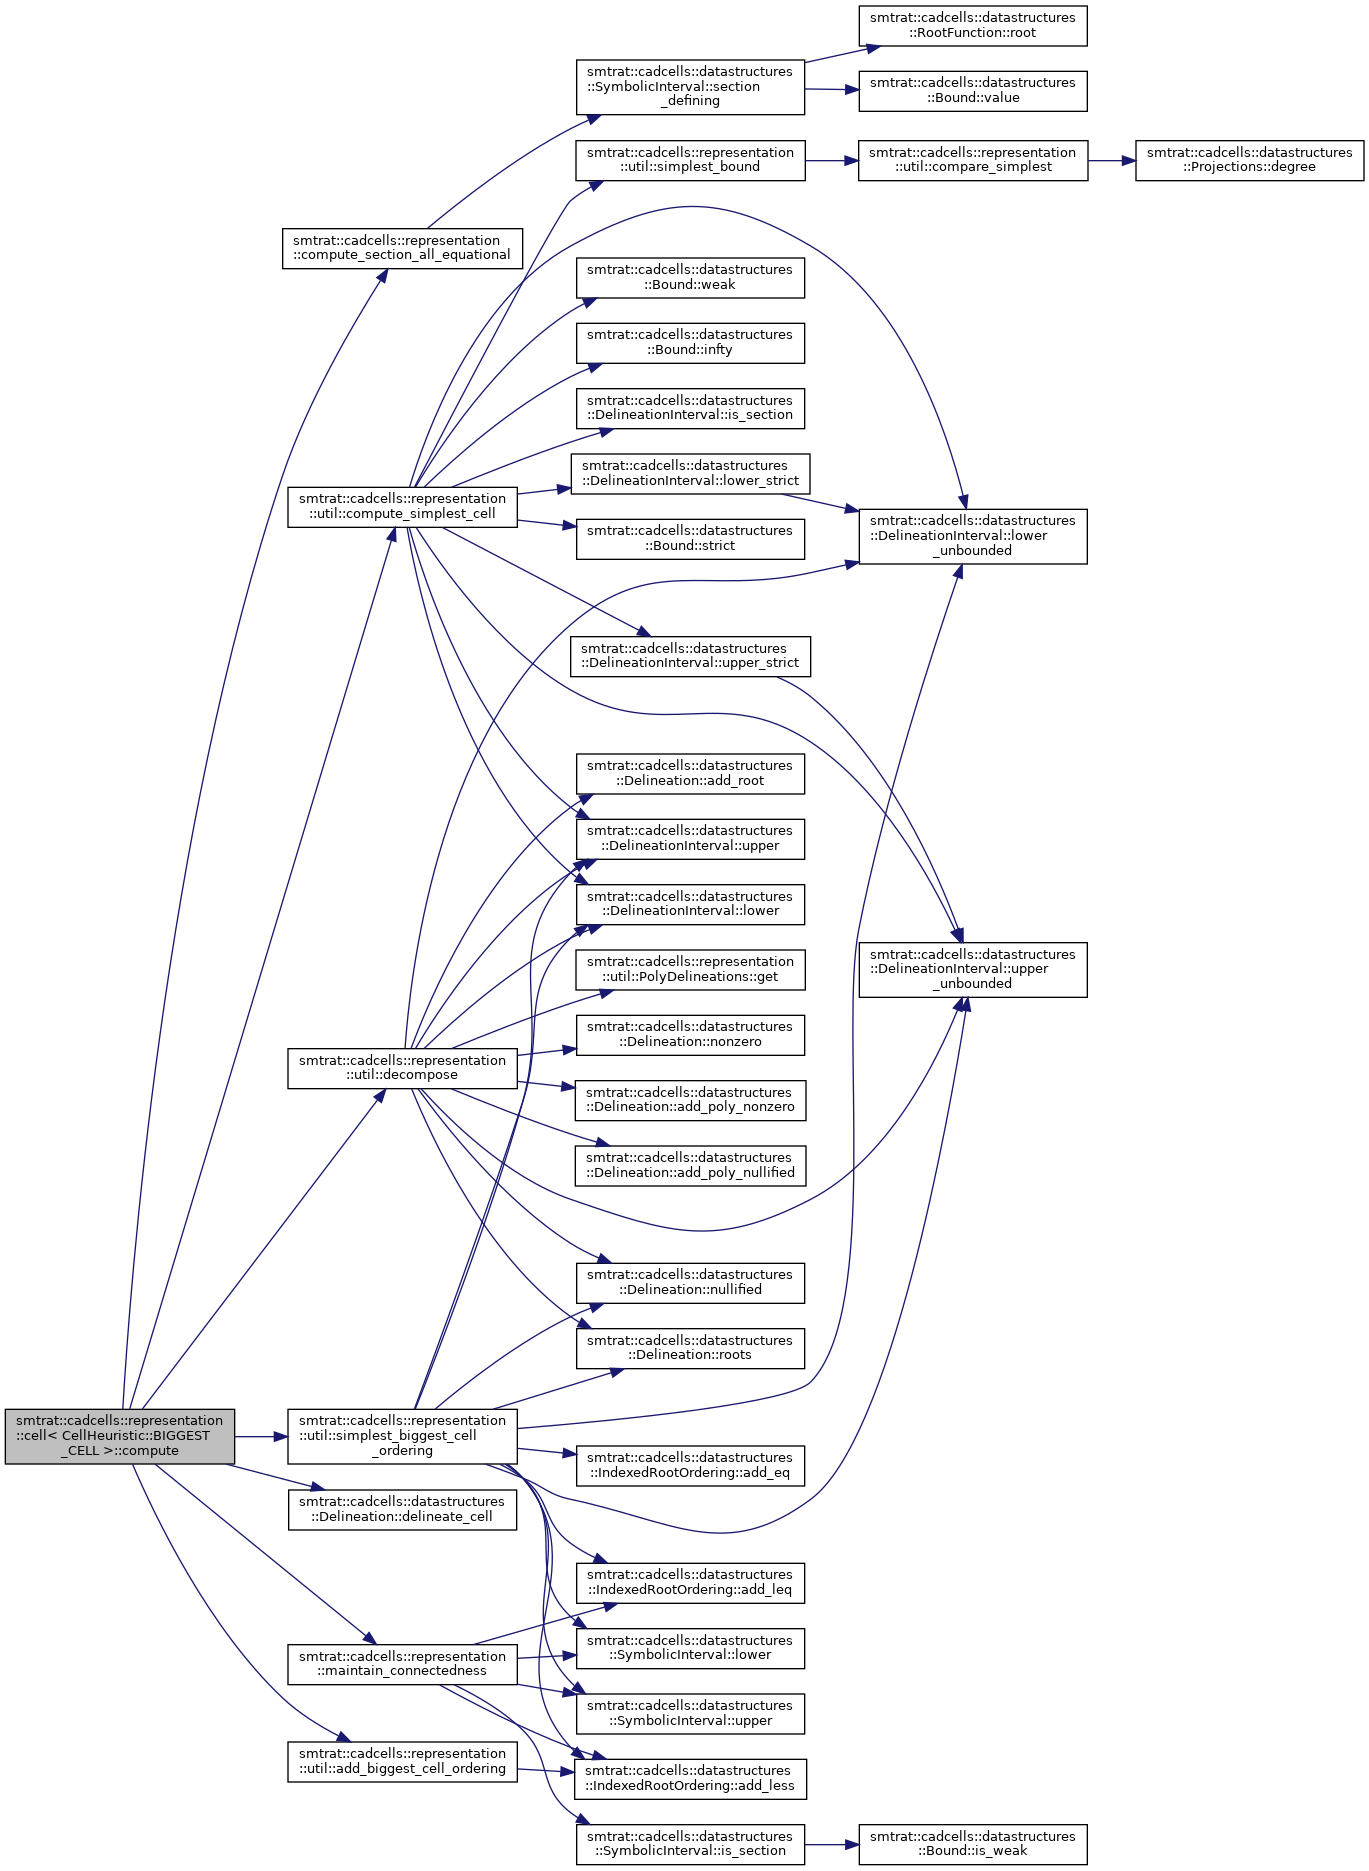 smtrat::cadcells::datastructures
::RootFunction::root
smtrat::cadcells::datastructures
::SymbolicInterval::section
_defining
smtrat::cadcells::datastructures
::Bound::value
smtrat::cadcells::representation
::util::simplest_bound
smtrat::cadcells::representation
::util::compare_simplest
smtrat::cadcells::datastructures
::Projections::degree
smtrat::cadcells::representation
::compute_section_all_equational
smtrat::cadcells::datastructures
::Bound::weak
smtrat::cadcells::datastructures
::Bound::infty
smtrat::cadcells::datastructures
::DelineationInterval::is_section
smtrat::cadcells::datastructures
::DelineationInterval::lower_strict
smtrat::cadcells::representation
::util::compute_simplest_cell
smtrat::cadcells::datastructures
::Bound::strict
smtrat::cadcells::datastructures
::DelineationInterval::lower
_unbounded
smtrat::cadcells::datastructures
::DelineationInterval::upper_strict
smtrat::cadcells::datastructures
::Delineation::add_root
smtrat::cadcells::datastructures
::DelineationInterval::upper
smtrat::cadcells::datastructures
::DelineationInterval::lower
smtrat::cadcells::representation
::util::PolyDelineations::get
smtrat::cadcells::datastructures
::DelineationInterval::upper
_unbounded
smtrat::cadcells::datastructures
::Delineation::nonzero
smtrat::cadcells::representation
::util::decompose
smtrat::cadcells::datastructures
::Delineation::add_poly_nonzero
smtrat::cadcells::datastructures
::Delineation::add_poly_nullified
smtrat::cadcells::datastructures
::Delineation::nullified
smtrat::cadcells::datastructures
::Delineation::roots
smtrat::cadcells::representation
::cell< CellHeuristic::BIGGEST
_CELL >::compute
smtrat::cadcells::representation
::util::simplest_biggest_cell
_ordering
smtrat::cadcells::datastructures
::IndexedRootOrdering::add_eq
smtrat::cadcells::datastructures
::Delineation::delineate_cell
smtrat::cadcells::datastructures
::IndexedRootOrdering::add_leq
smtrat::cadcells::datastructures
::SymbolicInterval::lower
smtrat::cadcells::representation
::maintain_connectedness
smtrat::cadcells::datastructures
::SymbolicInterval::upper
smtrat::cadcells::representation
::util::add_biggest_cell_ordering
smtrat::cadcells::datastructures
::IndexedRootOrdering::add_less
smtrat::cadcells::datastructures
::SymbolicInterval::is_section
smtrat::cadcells::datastructures
::Bound::is_weak